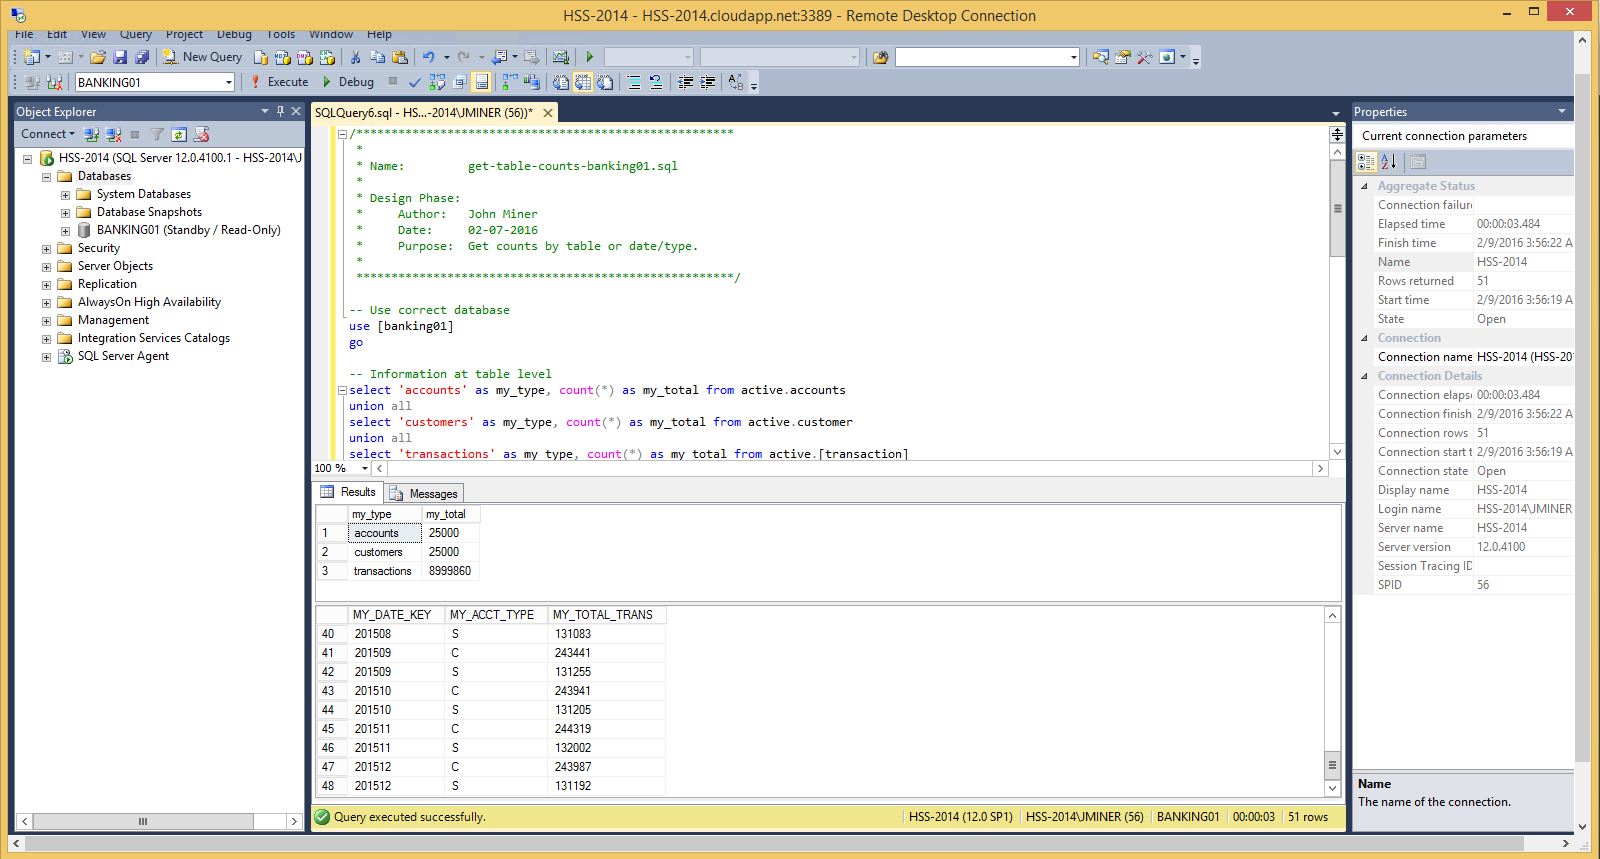 HSS-2014 - HSS-2014.cloudapp.net:3389 - Remote Desktop Connection
File Edit View Query Project Debug Tools Window Help
New Query
BANKING01 Execute Debug
Object Explorer
Connect
HSS-2014 (SQL Server 12.0.4100.1 - HSS-2014\J
Databases
System Databases
Database Snapshots
BANKING01 (Standby / Read-Only)
Security
Server Objects
Replication
AlwaysOn High Availability
Management
Integration Services Catalogs
SQL Server Agent
SQLQuery6.sql - HS...-2014\JMINER (56))*
/******************************************************
*
* Name: get-table-counts-banking01.sql
*
* Design Phase:
* Author: John Miner
* Date: 02-07-2016
* Purpose: Get counts by table or date/type.
*
******************************************************/
-- Use correct database
use [banking01]
go
-- Information at table level
select 'accounts' as my_type, count(*) as my_total from active.accounts
union all
select 'customers' as my_type, count(*) as my_total from active.customer
union all
select 'transactions' as my_type, count(*) as my_total from active.[transaction]
100 %
Results Messages
my_type my_total
1 accounts 25000
2 customers 25000
3 transactions 8999860
MY_DATE_KEY MY_ACCT_TYPE MY_TOTAL_TRANS
40 201508 S 131083
41 201509 C 243441
42 201509 S 131255
43 201510 C 243941
44 201510 S 131205
45 201511 C 244319
46 201511 S 132002
47 201512 C 243987
48 201512 S 131192
Query executed successfully. HSS-2014 (12.0 SP1) HSS-2014\JMINER (56) BANKING01 00:00:03 51 rows
Properties
Current connection parameters
Aggregate Status
Connection failure
Elapsed time 00:00:03.484
Finish time 2/9/2016 3:56:22 A
Name HSS-2014
Rows returned 51
Start time 2/9/2016 3:56:19 A
State Open
Connection
Connection name HSS-2014 (HSS-20
Connection Details
Connection elaps 00:00:03.484
Connection finish 2/9/2016 3:56:22 A
Connection rows 51
Connection start t 2/9/2016 3:56:19 A
Connection state Open
Display name HSS-2014
Login name HSS-2014\JMINER
Server name HSS-2014
Server version 12.0.4100
Session Tracing ID
SPID 56
Name
The name of the connection.